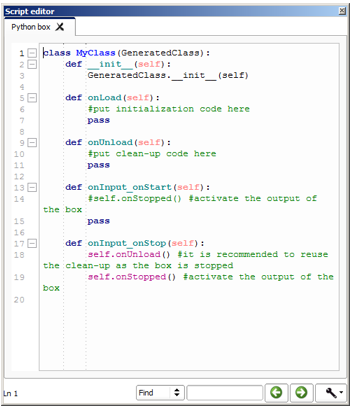 Script editor
Python box X
1 class MyClass(GeneratedClass):
2 def __init__(self):
3 GeneratedClass.__init__(self)
4
5 def onLoad(self):
6 #put initialization code here
7 pass
8
9 def onUnload(self):
10 #put clean-up code here
11 pass
12
13 def onInput_onStart(self):
14 #self.onStopped() #activate the output of
the box
15 pass
16
17 def onInput_onStop(self):
18 self.onUnload() #it is recommended to reuse
the clean-up as the box is stopped
19 self.onStopped() #activate the output of the
box
20
Ln 1 Find